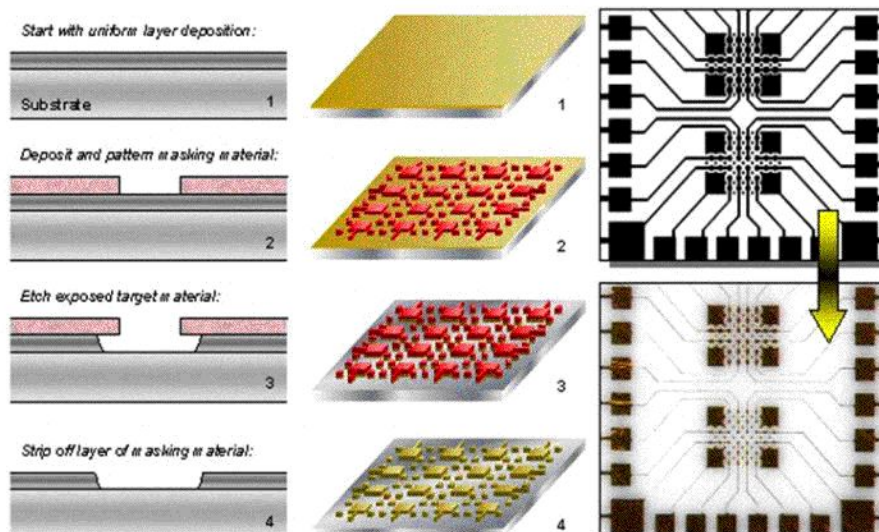 Start with uniform layer deposition:
Substrate
1
1
Deposit and pattern masking material:
2
2
Etch exposed target material:
3
3
Strip off layer of masking material:
4
4